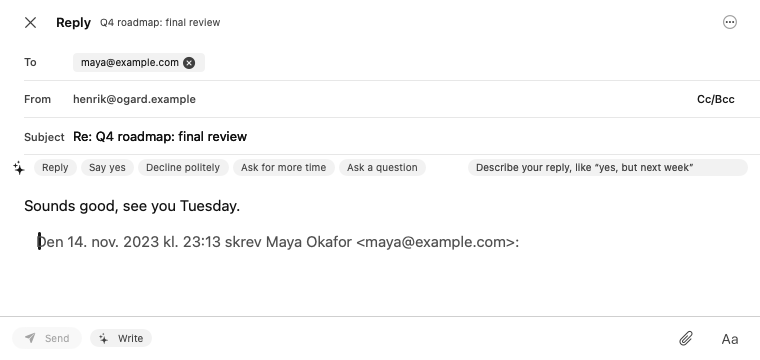 Reply Q4 roadmap: final review
To maya@example.com
From henrik@ogard.example Cc/Bcc
Subject Re: Q4 roadmap: final review
Reply Say yes Decline politely Ask for more time Ask a question Describe your reply, like “yes, but next week”
Sounds good, see you Tuesday.
Den 14. nov. 2023 kl. 23:13 skrev Maya Okafor <maya@example.com>:
Send Write Aa